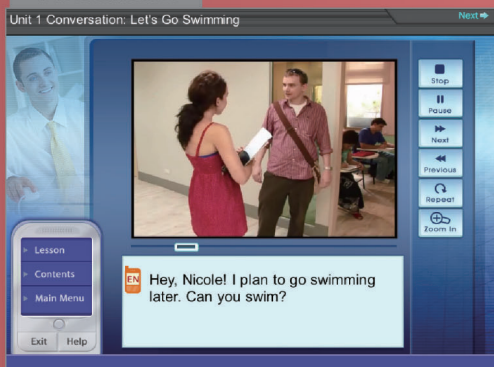 Unit 1 Conversation: Let's Go Swimming
Next
Stop
Pause
Next
Previous
Repeat
Zoom In
Lesson
Contents
Main Menu
Exit Help
EN
Hey, Nicole! I plan to go swimming
later. Can you swim?